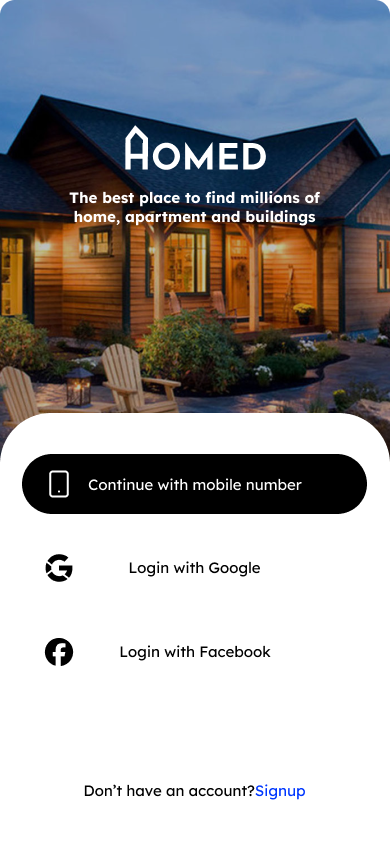 HOMED
The best place to find millions of
home, apartment and buildings
Continue with mobile number
Login with Google
Login with Facebook
Don’t have an account?Signup